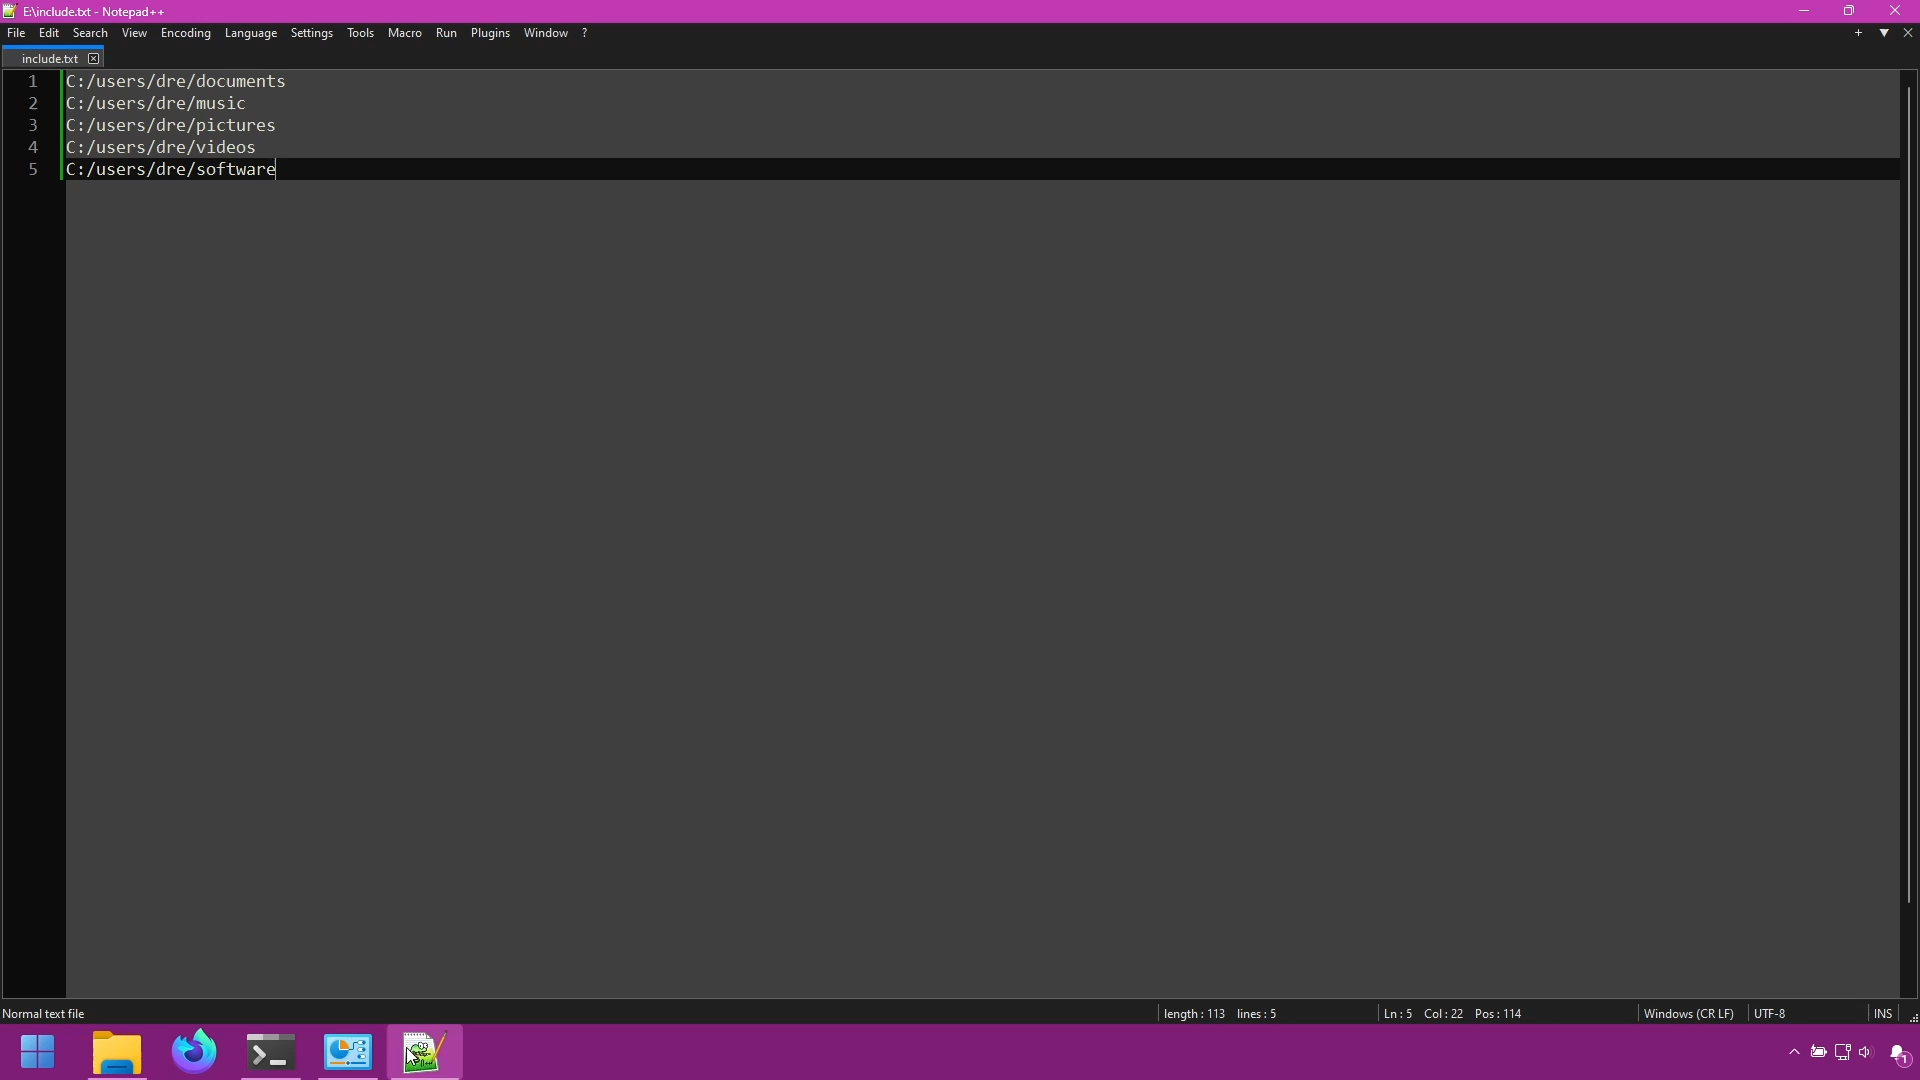 E:\include.txt - Notepad++
File Edit Search View Encoding Language Settings Tools Macro Run Plugins Window ?
include.txt
1 C:/users/dre/documents
2 C:/users/dre/music
3 C:/users/dre/pictures
4 C:/users/dre/videos
5 C:/users/dre/software
Normal text file length : 113 lines : 5 Ln : 5 Col : 22 Pos : 114 Windows (CR LF) UTF-8 INS
1